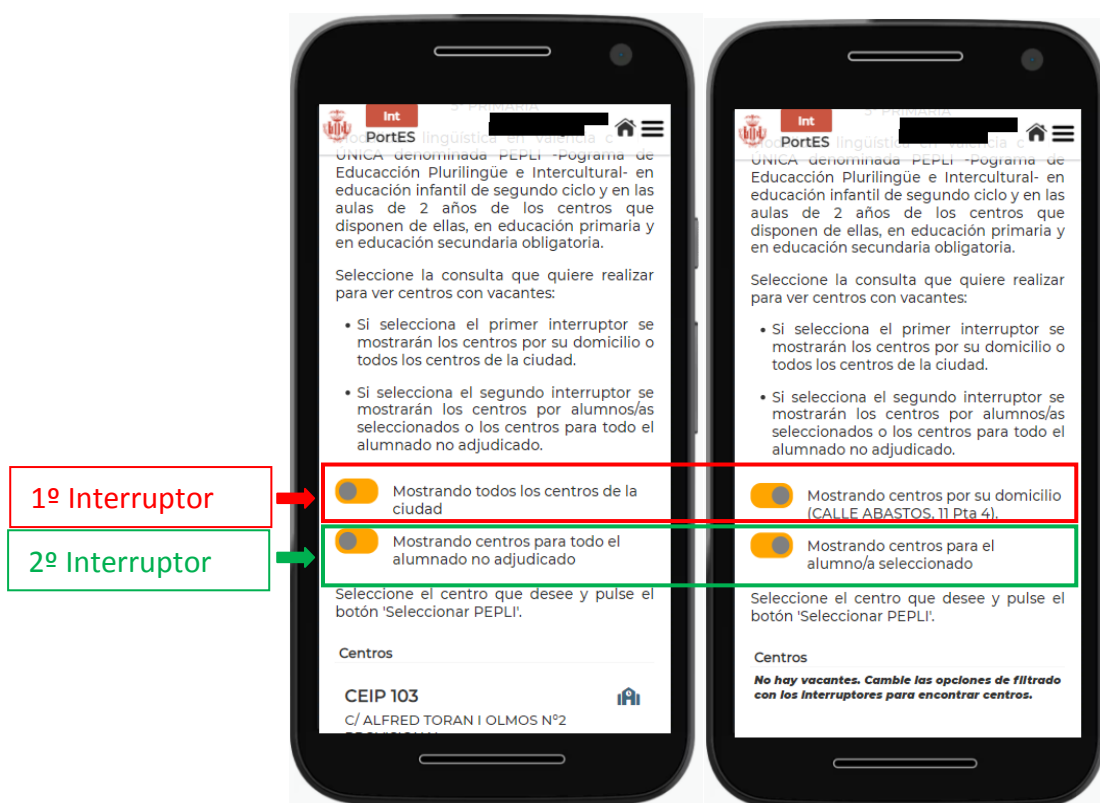 1º Interruptor
2º Interruptor
5º PRIMARIA
Int
PortES
lingüística en Valencia
ÚNICA denominada PEPLI -Pograma de
Educacción Plurilingüe e Intercultural- en
educación infantil de segundo ciclo y en las
aulas de 2 años de los centros que
disponen de ellas, en educación primaria y
en educación secundaria obligatoria.
Seleccione la consulta que quiere realizar
para ver centros con vacantes:
• Si selecciona el primer interruptor se
mostrarán los centros por su domicilio o
todos los centros de la ciudad.
• Si selecciona el segundo interruptor se
mostrarán los centros por alumnos/as
seleccionados o los centros para todo el
alumnado no adjudicado.
Mostrando todos los centros de la
ciudad
Mostrando centros para todo el
alumnado no adjudicado
Seleccione el centro que desee y pulse el
botón 'Seleccionar PEPLI'.
Centros
CEIP 103
C/ ALFRED TORAN I OLMOS Nº2
5º PRIMARIA
Int
PortES
lingüística en Valencia
ÚNICA denominada PEPLI -Pograma de
Educacción Plurilingüe e Intercultural- en
educación infantil de segundo ciclo y en las
aulas de 2 años de los centros que
disponen de ellas, en educación primaria y
en educación secundaria obligatoria.
Seleccione la consulta que quiere realizar
para ver centros con vacantes:
• Si selecciona el primer interruptor se
mostrarán los centros por su domicilio o
todos los centros de la ciudad.
• Si selecciona el segundo interruptor se
mostrarán los centros por alumnos/as
seleccionados o los centros para todo el
alumnado no adjudicado.
Mostrando centros por su domicilio
(CALLE ABASTOS, 11 Pta 4).
Mostrando centros para el
alumno/a seleccionado
Seleccione el centro que desee y pulse el
botón 'Seleccionar PEPLI'.
Centros
No hay vacantes. Cambie las opciones de filtrado
con los interruptores para encontrar centros.